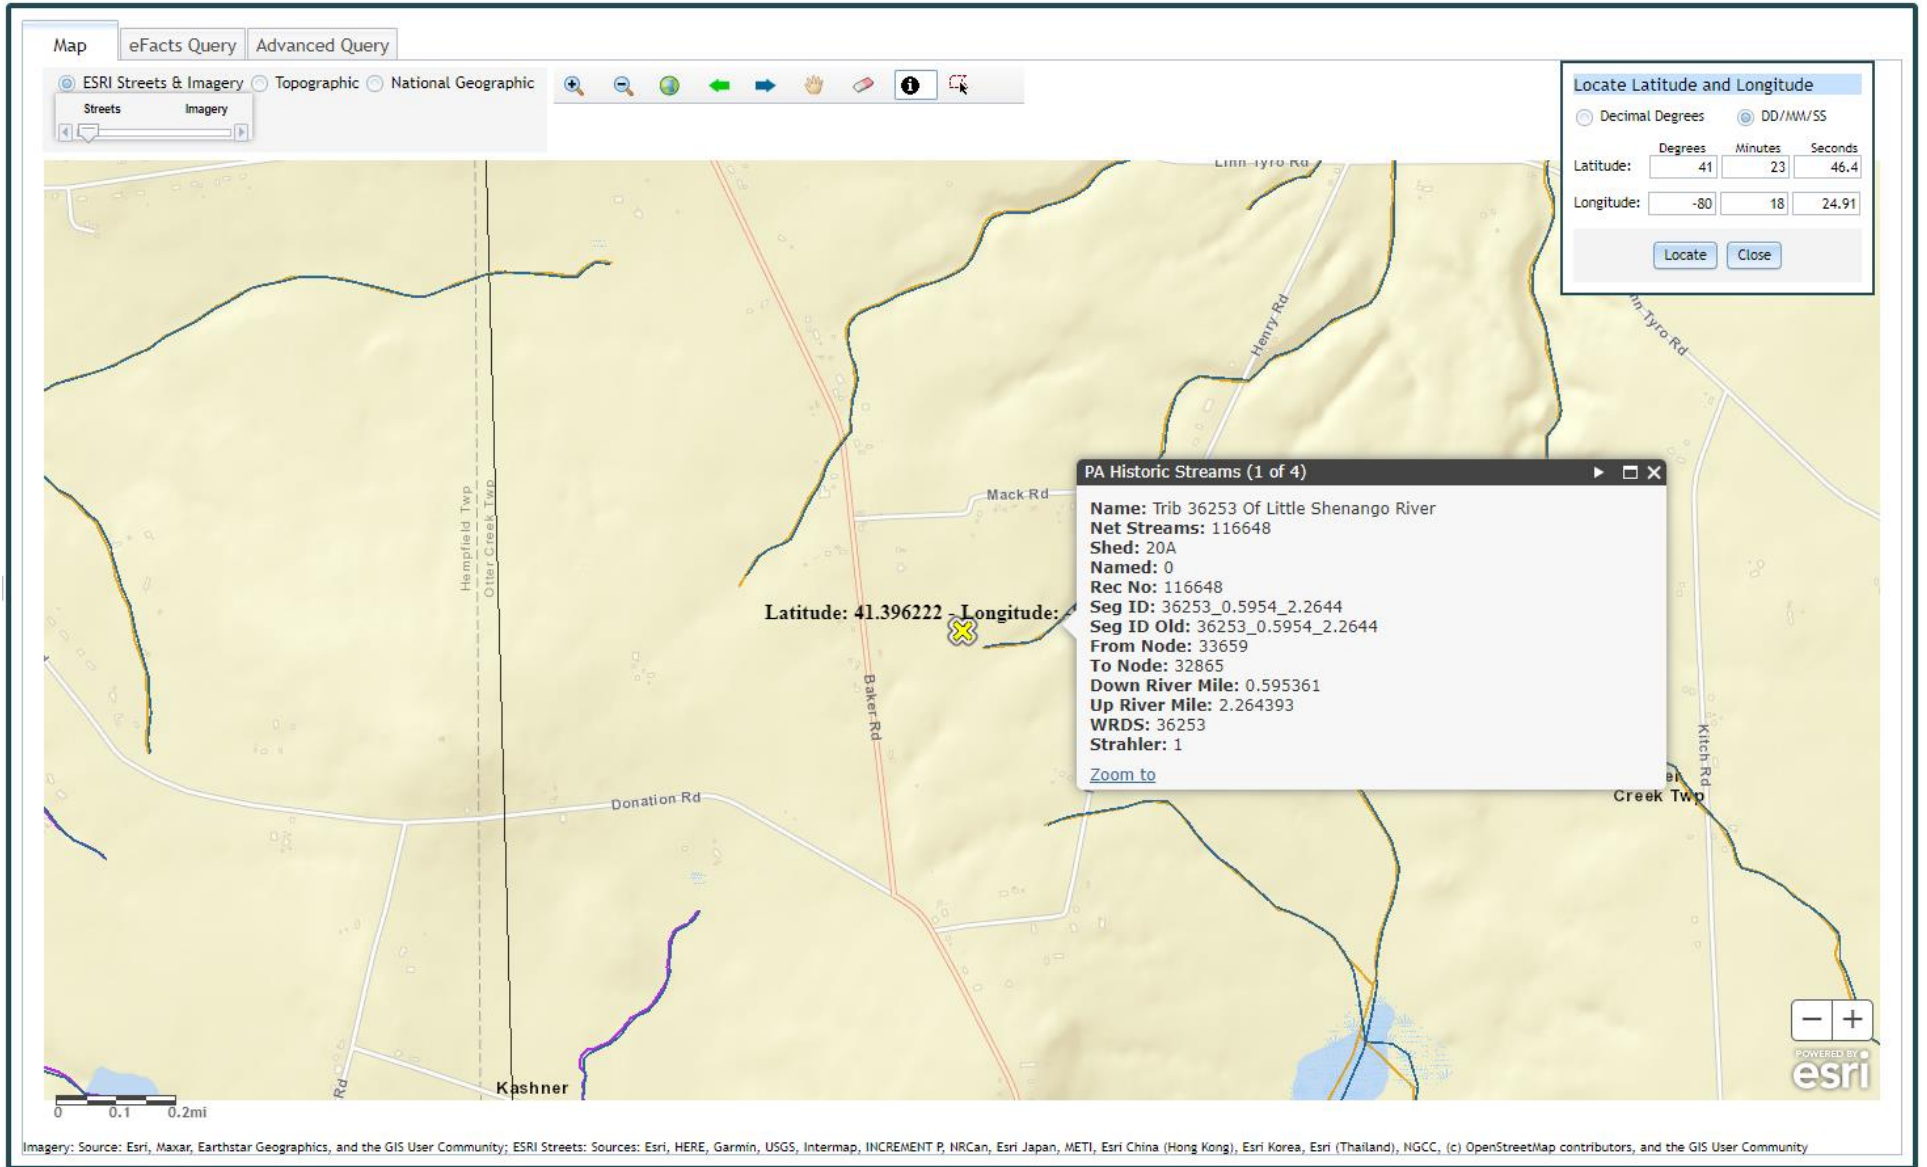 Map eFacts Query Advanced Query
ESRI Streets & Imagery Topographic National Geographic
Streets Imagery
Locate Latitude and Longitude
Decimal Degrees DD/MM/SS
Degrees Minutes Seconds
Latitude: 41 23 46.4
Longitude: -80 18 24.91
Locate Close
Linn Tyro Rd
Tyro Rd
Henry Rd
Hempfield Twp
Otter Creek Twp
Mack Rd
Latitude: 41.396222 - Longitude:
Baker Rd
PA Historic Streams (1 of 4)
Name: Trib 36253 Of Little Shenango River
Net Streams: 116648
Shed: 20A
Named: 0
Rec No: 116648
Seg ID: 36253_0.5954_2.2644
Seg ID Old: 36253_0.5954_2.2644
From Node: 33659
To Node: 32865
Down River Mile: 0.595361
Up River Mile: 2.264393
WRDS: 36253
Strahler: 1
Zoom to
Kitch Rd
er
Creek Twp
Donation Rd
Rd
Kashner
0 0.1 0.2mi
POWERED BY
esri
Imagery: Source: Esri, Maxar, Earthstar Geographics, and the GIS User Community; ESRI Streets: Sources: Esri, HERE, Garmin, USGS, Intermap, INCREMENT P, NRCan, Esri Japan, METI, Esri China (Hong Kong), Esri Korea, Esri (Thailand), NGCC, (c) OpenStreetMap contributors, and the GIS User Community